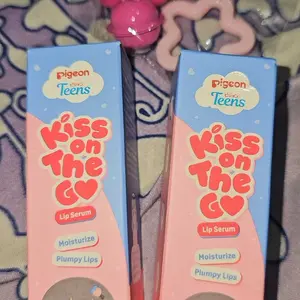 Pigeon
Teens
Kiss
on
The
GO
Lip Serum
Moisturize
Plumpy Lips
Pigeon
Teens
Kiss
on
The
GO
Lip Serum
Moisturize
Plumpy Lips